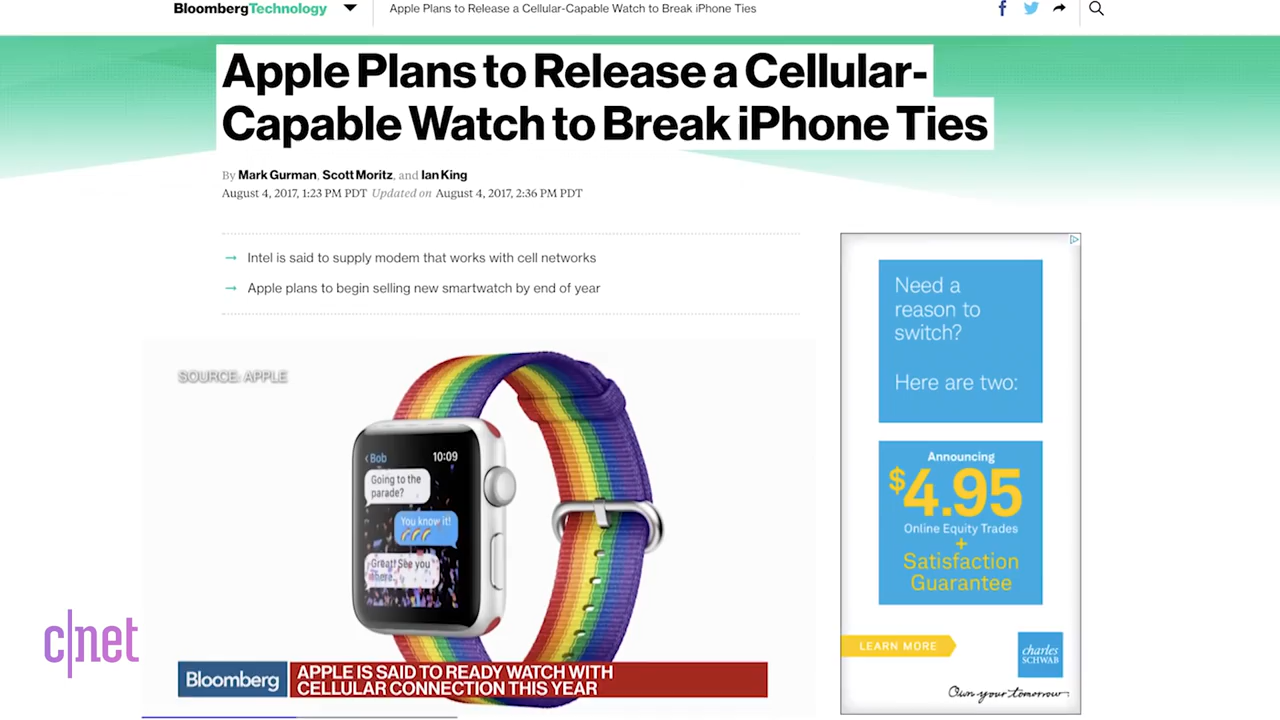 BloombergTechnology
Apple Plans to Release a Cellular-Capable Watch to Break iPhone Ties
Apple Plans to Release a Cellular-
Capable Watch to Break iPhone Ties
By Mark Gurman, Scott Moritz, and Ian King
August 4, 2017, 1:23 PM PDT Updated on August 4, 2017, 2:36 PM PDT
→ Intel is said to supply modem that works with cell networks
→ Apple plans to begin selling new smartwatch by end of year
SOURCE: APPLE
Bob
10:09
Going to the
parade?
You know it!
Great! See you
there.
c|net
Bloomberg
APPLE IS SAID TO READY WATCH WITH
CELLULAR CONNECTION THIS YEAR
Need a
reason to
switch?
Here are two:
Announcing
$4.95
Online Equity Trades
+
Satisfaction
Guarantee
LEARN MORE
charles
SCHWAB
Own your tomorrow